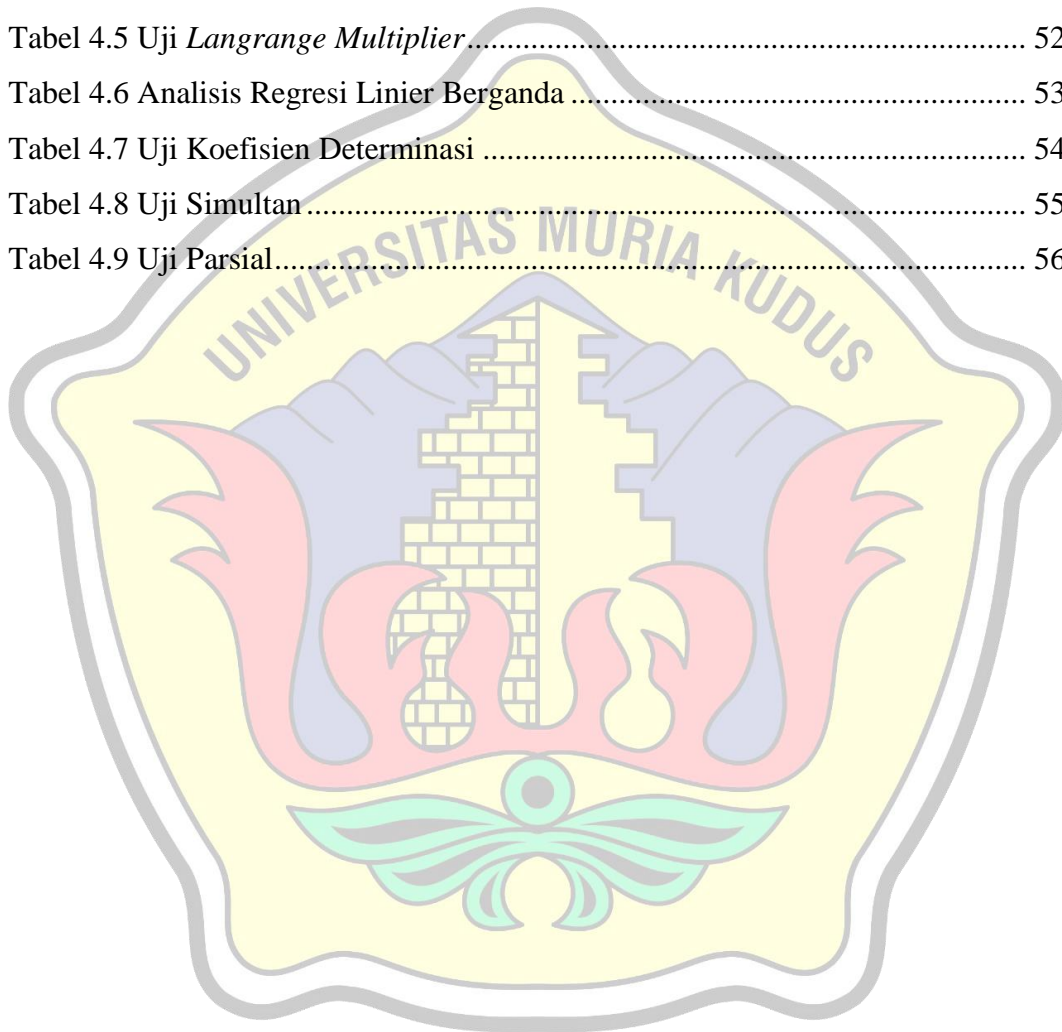 Tabel 4.5 Uji Langrange Multiplier.......................................................................... 52
Tabel 4.6 Analisis Regresi Linier Berganda ............................................................ 53
Tabel 4.7 Uji Koefisien Determinasi ........................................................................ 54
Tabel 4.8 Uji Simultan ............................................................................................... 55
Tabel 4.9 Uji Parsial.................................................................................................... 56
UNIVERSITAS MURIA KUDUS